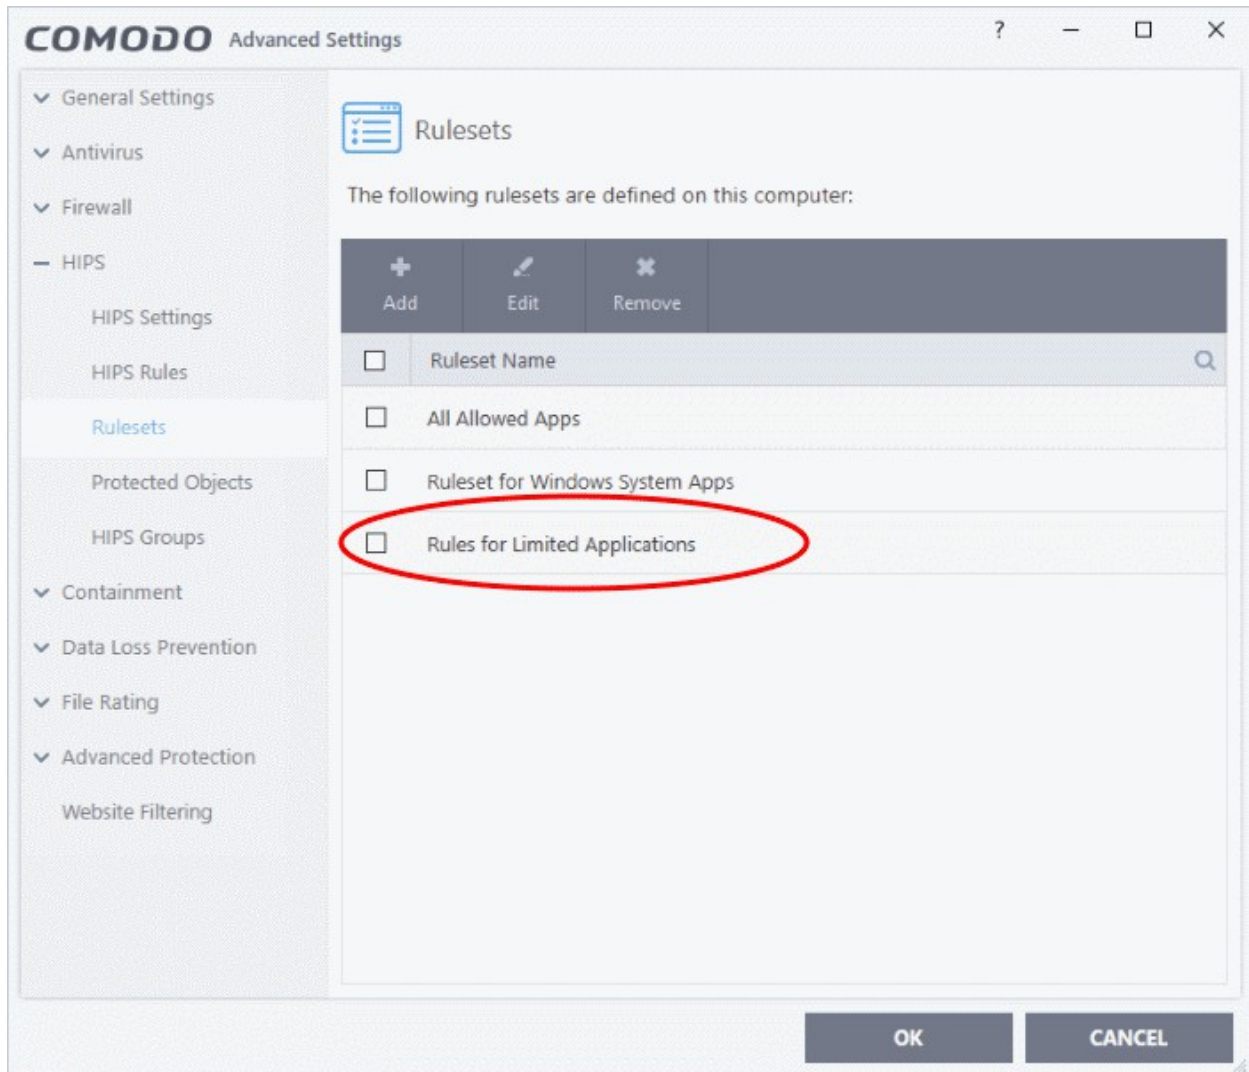 COMODO Advanced Settings ?
General Settings
Antivirus
Firewall
HIPS
HIPS Settings
HIPS Rules
Rulesets
Protected Objects
HIPS Groups
Containment
Data Loss Prevention
File Rating
Advanced Protection
Website Filtering
Rulesets
The following rulesets are defined on this computer:
Add Edit Remove
Ruleset Name
All Allowed Apps
Ruleset for Windows System Apps
Rules for Limited Applications
OK CANCEL